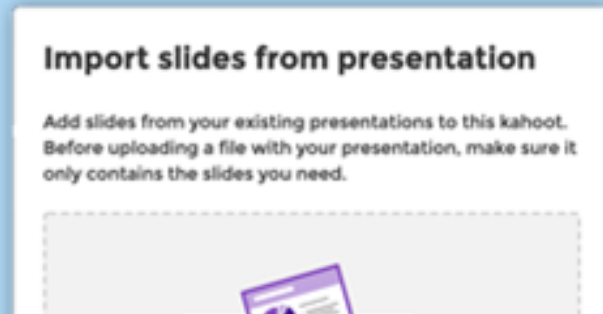 Import slides from presentation
Add slides from your existing presentations to this kahoot.
Before uploading a file with your presentation, make sure it
only contains the slides you need.